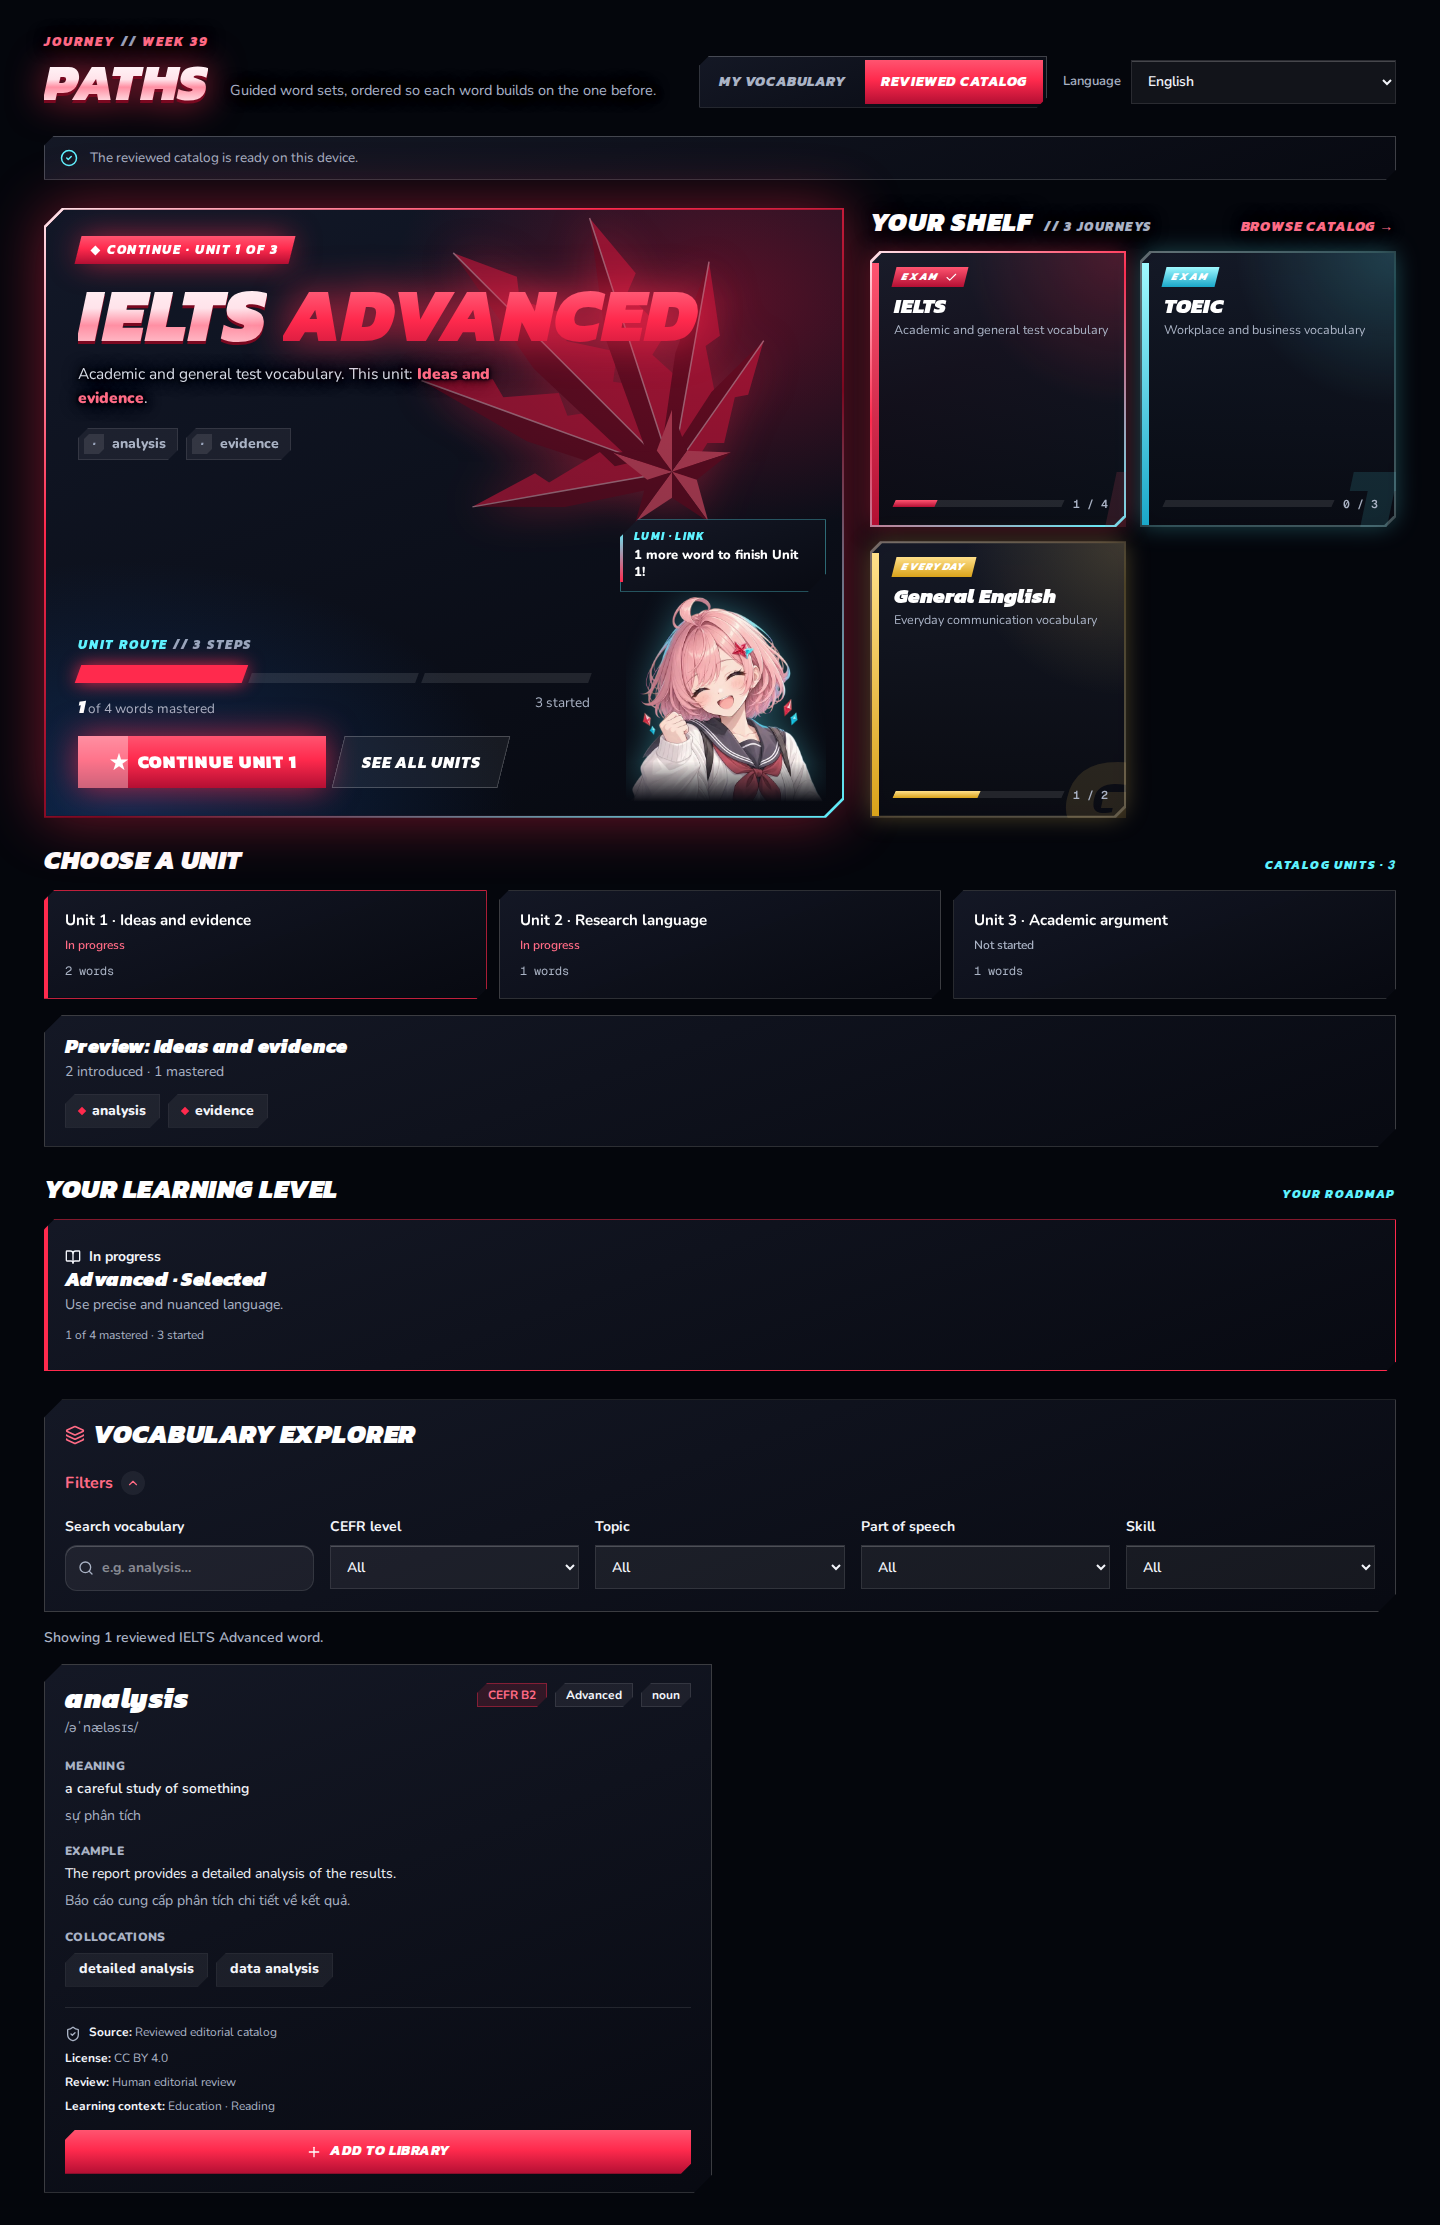 JOURNEY // WEEK 39
PATHS
Guided word sets, ordered so each word builds on the one before.
MY VOCABULARY
REVIEWED CATALOG
Language
English
The reviewed catalog is ready on this device.
◆ CONTINUE · UNIT 1 OF 3
IELTS ADVANCED
Academic and general test vocabulary. This unit: Ideas and
evidence.
· analysis
· evidence
LUMI · LINK
1 more word to finish Unit
1!
UNIT ROUTE // 3 STEPS
1 of 4 words mastered
3 started
★ CONTINUE UNIT 1
SEE ALL UNITS
YOUR SHELF // 3 JOURNEYS
BROWSE CATALOG →
EXAM ✓
IELTS
Academic and general test vocabulary
1 / 4
EXAM
TOEIC
Workplace and business vocabulary
0 / 3
EVERYDAY
General English
Everyday communication vocabulary
1 / 2
CHOOSE A UNIT
CATALOG UNITS · 3
Unit 1 · Ideas and evidence
In progress
2 words
Unit 2 · Research language
In progress
1 words
Unit 3 · Academic argument
Not started
1 words
Preview: Ideas and evidence
2 introduced · 1 mastered
◆ analysis
◆ evidence
YOUR LEARNING LEVEL
YOUR ROADMAP
In progress
Advanced · Selected
Use precise and nuanced language.
1 of 4 mastered · 3 started
VOCABULARY EXPLORER
Filters
Search vocabulary
CEFR level
Topic
Part of speech
Skill
e.g. analysis...
All
All
All
All
Showing 1 reviewed IELTS Advanced word.
analysis
CEFR B2
Advanced
noun
/əˈnæləsɪs/
MEANING
a careful study of something
sự phân tích
EXAMPLE
The report provides a detailed analysis of the results.
Báo cáo cung cấp phân tích chi tiết về kết quả.
COLLOCATIONS
detailed analysis
data analysis
Source: Reviewed editorial catalog
License: CC BY 4.0
Review: Human editorial review
Learning context: Education · Reading
+ ADD TO LIBRARY